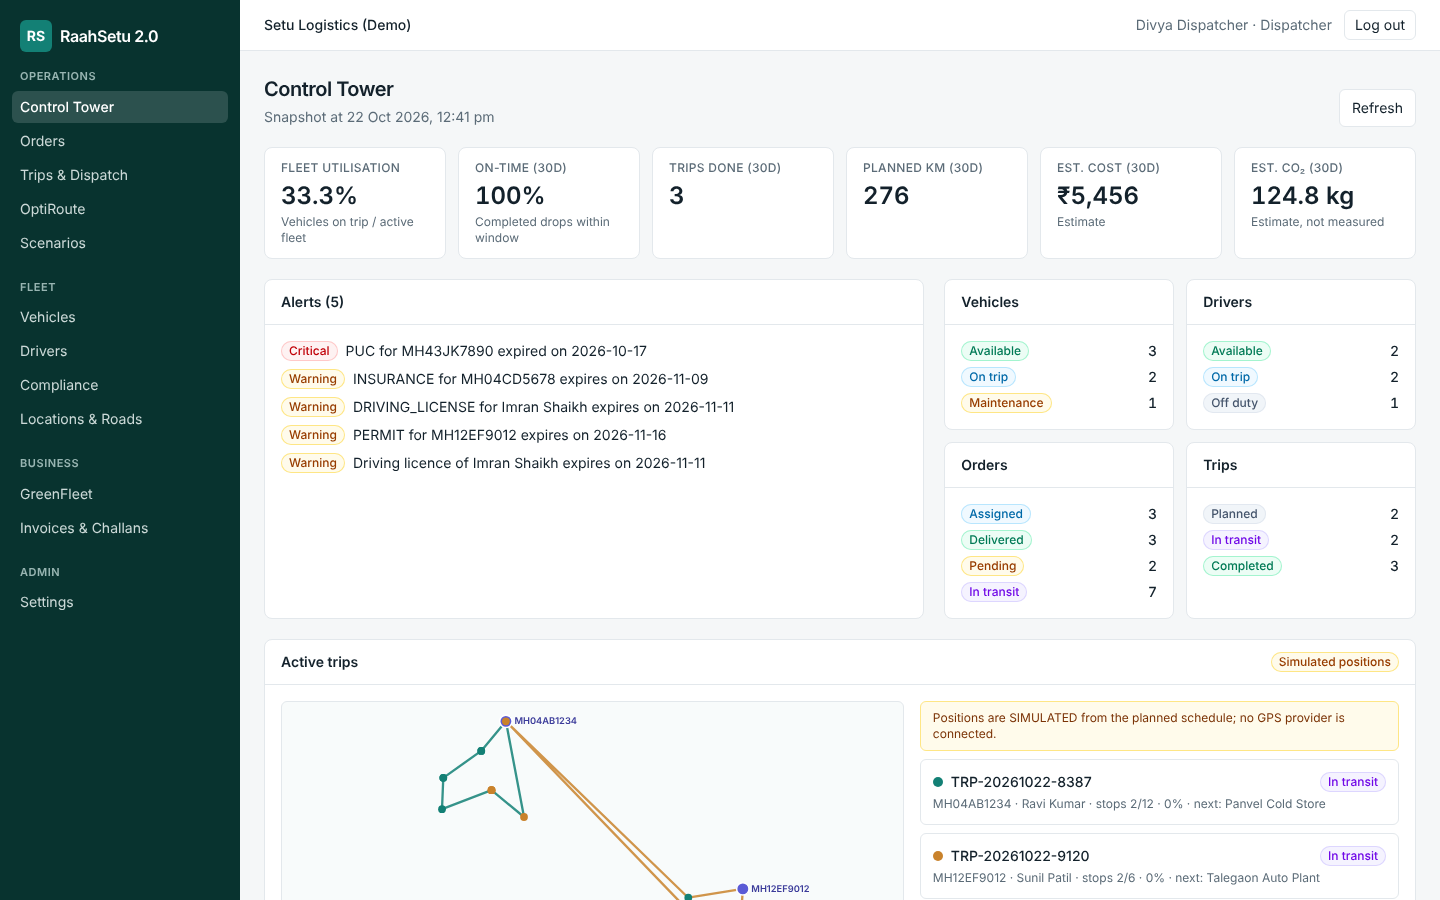 RS RaahSetu 2.0
OPERATIONS
Control Tower
Orders
Trips & Dispatch
OptiRoute
Scenarios
FLEET
Vehicles
Drivers
Compliance
Locations & Roads
BUSINESS
GreenFleet
Invoices & Challans
ADMIN
Settings
Setu Logistics (Demo)
Divya Dispatcher · Dispatcher
Log out
Control Tower
Snapshot at 22 Oct 2026, 12:41 pm
Refresh
FLEET UTILISATION
33.3%
Vehicles on trip / active
fleet
ON-TIME (30D)
100%
Completed drops within
window
TRIPS DONE (30D)
3
PLANNED KM (30D)
276
EST. COST (30D)
₹5,456
Estimate
EST. CO₂ (30D)
124.8 kg
Estimate, not measured
Alerts (5)
Critical PUC for MH43JK7890 expired on 2026-10-17
Warning INSURANCE for MH04CD5678 expires on 2026-11-09
Warning DRIVING_LICENSE for Imran Shaikh expires on 2026-11-11
Warning PERMIT for MH12EF9012 expires on 2026-11-16
Warning Driving licence of Imran Shaikh expires on 2026-11-11
Vehicles
Available 3
On trip 2
Maintenance 1
Drivers
Available 2
On trip 2
Off duty 1
Orders
Assigned 3
Delivered 3
Pending 2
In transit 7
Trips
Planned 2
In transit 2
Completed 3
Active trips
Simulated positions
MH04AB1234
MH12EF9012
Positions are SIMULATED from the planned schedule; no GPS provider is
connected.
TRP-20261022-8387 In transit
MH04AB1234 · Ravi Kumar · stops 2/12 · 0% · next: Panvel Cold Store
TRP-20261022-9120 In transit
MH12EF9012 · Sunil Patil · stops 2/6 · 0% · next: Talegaon Auto Plant